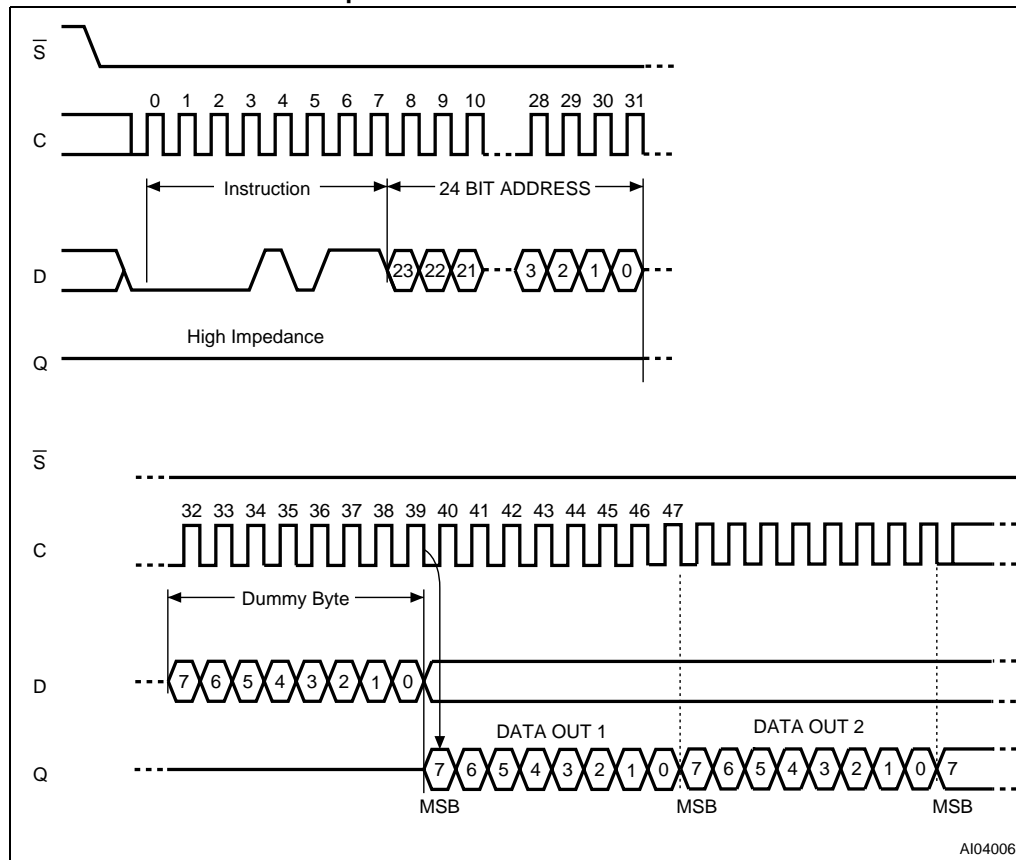 S
0 1 2 3 4 5 6 7 8 9 10 28 29 30 31
C
Instruction 24 BIT ADDRESS
D 23 22 21 3 2 1 0
High Impedance
Q
S
32 33 34 35 36 37 38 39 40 41 42 43 44 45 46 47
C
Dummy Byte
D 7 6 5 4 3 2 1 0
DATA OUT 1 DATA OUT 2
Q 7 6 5 4 3 2 1 0 7 6 5 4 3 2 1 0 7
MSB MSB MSB
AI04006